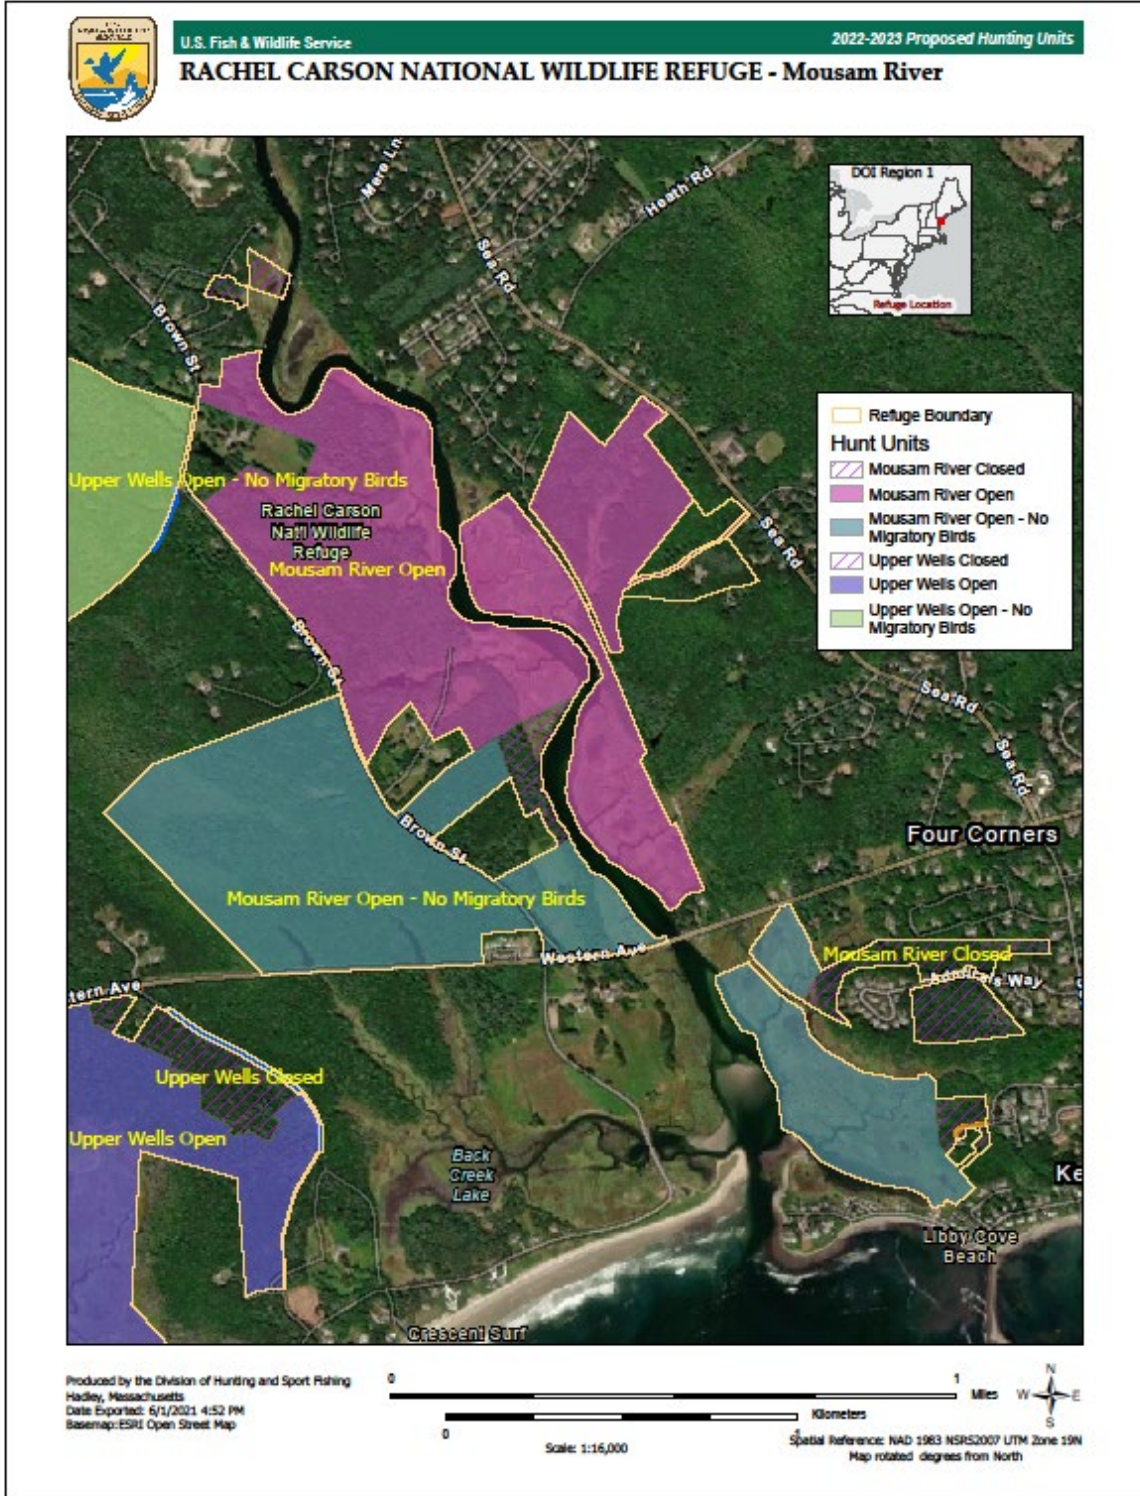 U.S. Fish & Wildlife Service
2022-2023 Proposed Hunting Units
RACHEL CARSON NATIONAL WILDLIFE REFUGE - Mousam River
Mere Ln
Heath Rd
Sea Rd
DOI Region 1
Refuge Location
Brown St
Refuge Boundary
Hunt Units
Mousam River Closed
Mousam River Open
Mousam River Open - No
Migratory Birds
Upper Wells Closed
Upper Wells Open
Upper Wells Open - No
Migratory Birds
Upper Wells Open - No Migratory Birds
Rachel Carson
Nat'l Wildlife
Refuge
Mousam River Open
Sea Rd
Brown St
Sea Rd
Sea Rd
Brown St
Four Corners
Mousam River Open - No Migratory Birds
Western Ave
Mousam River Closed
Admirals Way
tern Ave
Upper Wells Closed
Upper Wells Open
Back
Creek
Lake
Ke
Libby Cove
Beach
Crescent Surf
Produced by the Division of Hunting and Sport Fishing
Hadley, Massachusetts
Date Exported: 6/1/2021 4:52 PM
Basemap:ESRI Open Street Map
0 1
Miles
Kilometers
0 1
Scale: 1:16,000
N
W E
S
Spatial Reference: NAD 1983 NSRS2007 UTM Zone 19N
Map rotated degrees from North